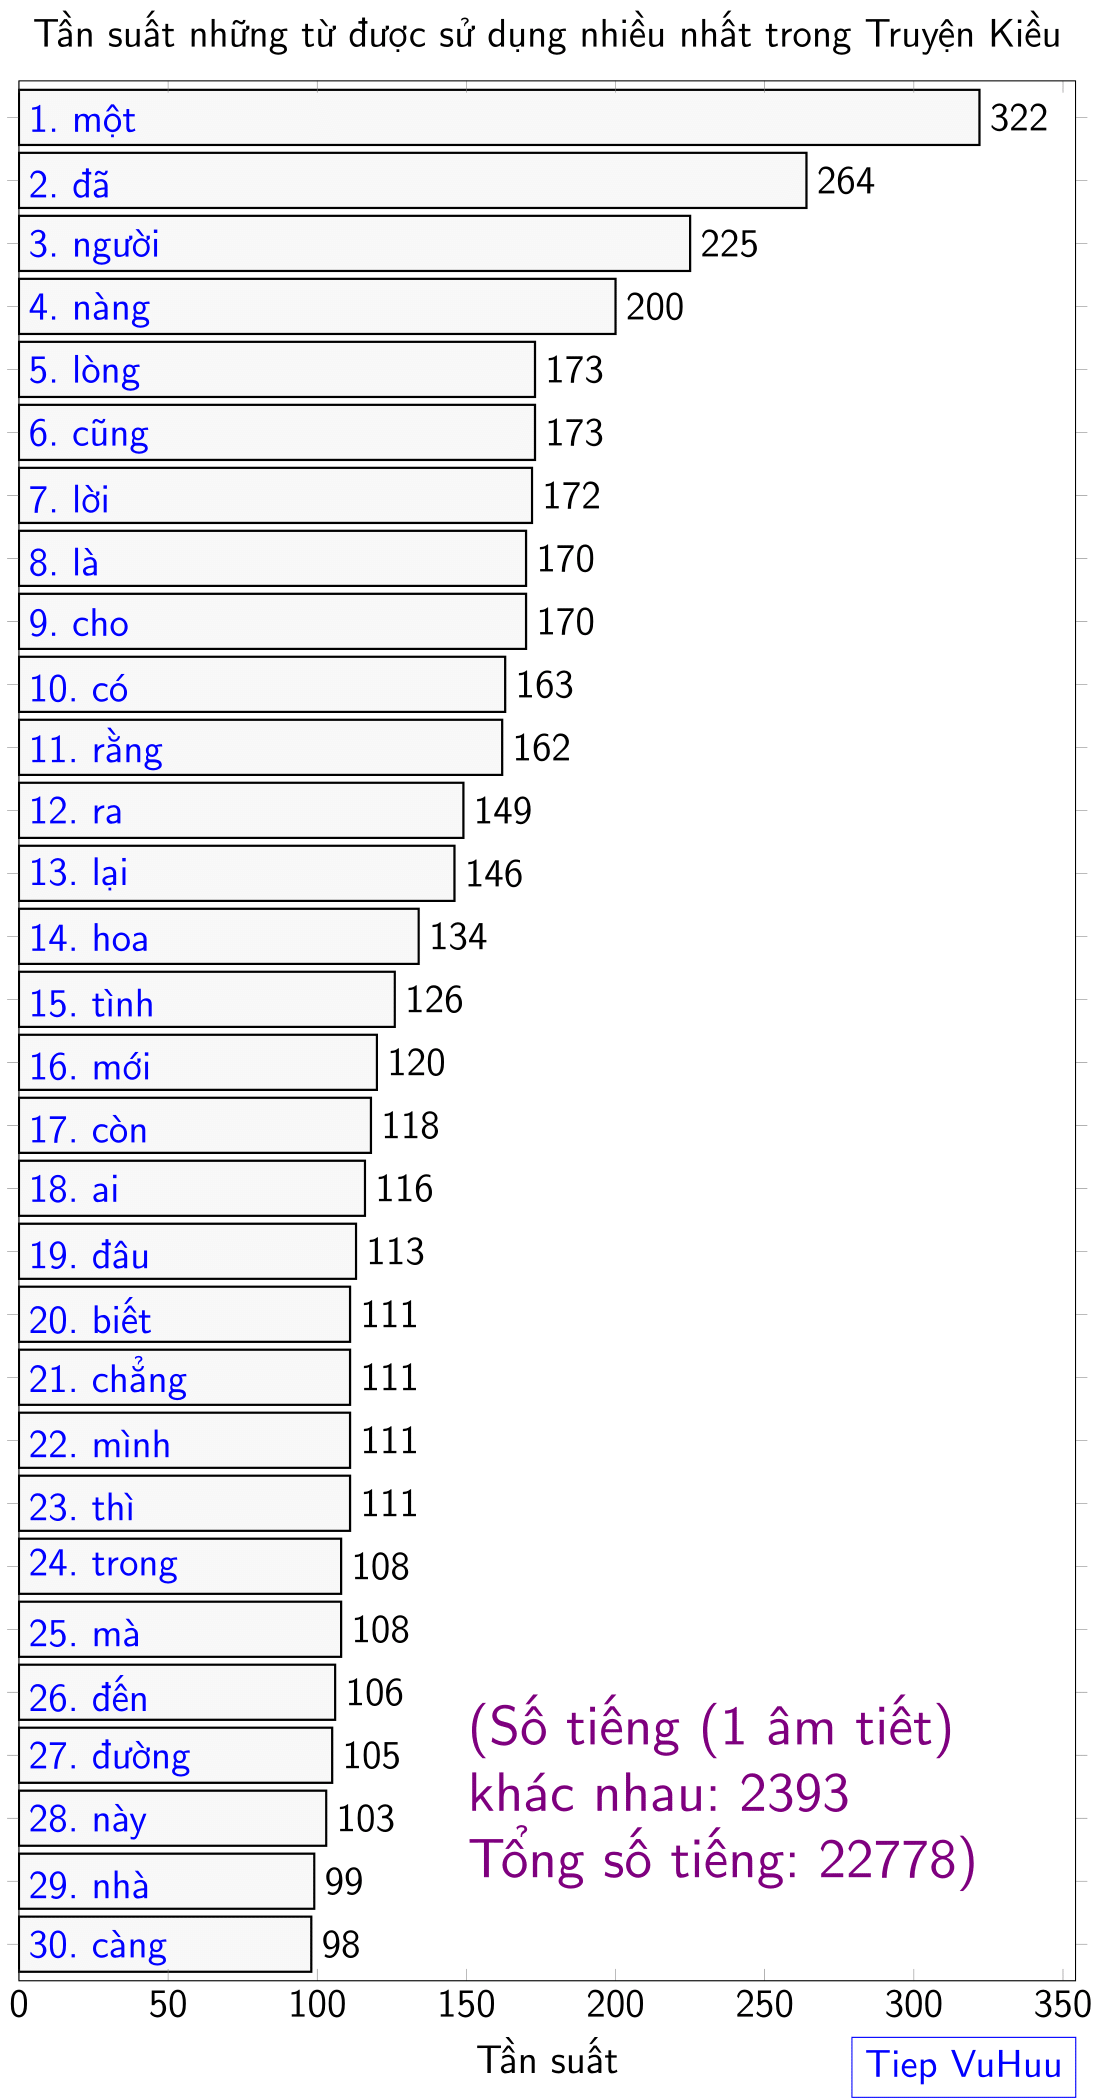 Tần suất những từ được sử dụng nhiều nhất trong Truyện Kiều
1. một 322
2. đã 264
3. người 225
4. nàng 200
5. lòng 173
6. cũng 173
7. lời 172
8. là 170
9. cho 170
10. có 163
11. rằng 162
12. ra 149
13. lại 146
14. hoa 134
15. tình 126
16. mới 120
17. còn 118
18. ai 116
19. đâu 113
20. biết 111
21. chẳng 111
22. mình 111
23. thì 111
24. trong 108
25. mà 108
26. đến 106
27. đường 105
28. này 103
29. nhà 99
30. càng 98
(Số tiếng (1 âm tiết)
khác nhau: 2393
Tổng số tiếng: 22778)
0 50 100 150 200 250 300 350
Tần suất
Tiep VuHuu